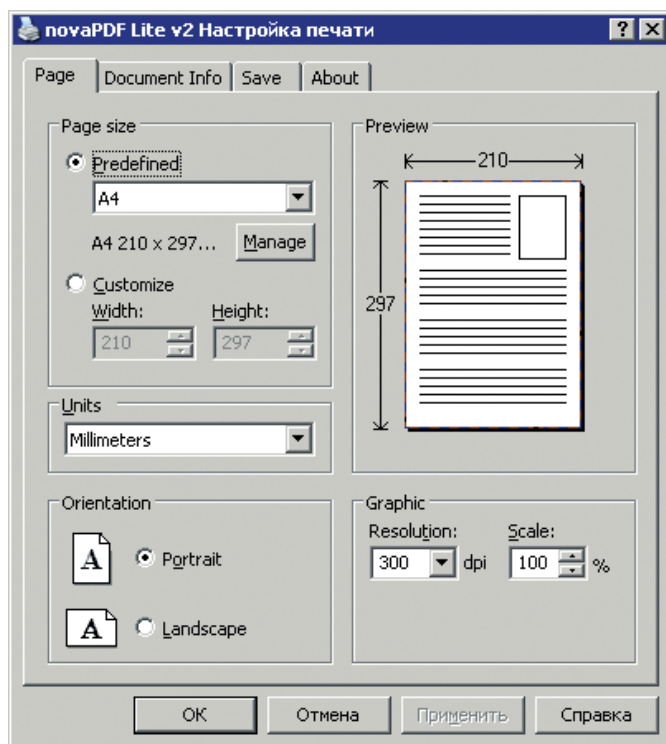 novaPDF Lite v2 Настройка печати
Page Document Info Save About
Page size
Predefined
A4
A4 210 x 297... Manage
Customize
Width: Height:
210 297
Units
Millimeters
Orientation
A Portrait
A Landscape
Preview
210
297
Graphic
Resolution: Scale:
300 dpi 100 %
ОК Отмена Применить Справка